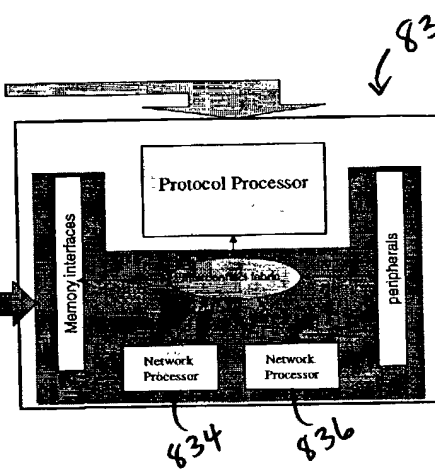 83
Protocol Processor
Memory interfaces
peripherals
Network
Processor
Network
Processor
834
836